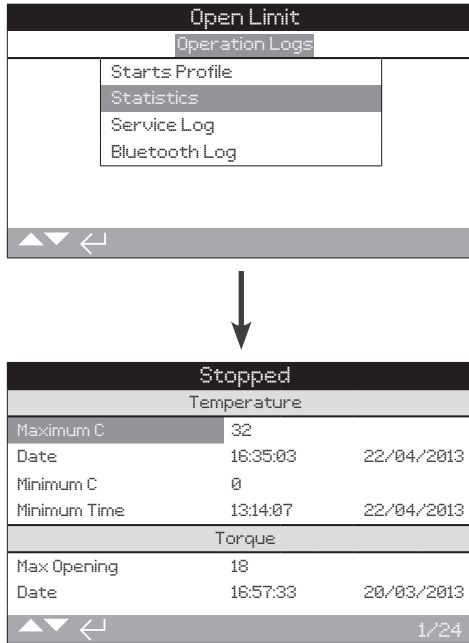 Open Limit
Operation Logs
Starts Profile
Statistics
Service Log
Bluetooth Log
Stopped
Temperature
Maximum C 32
Date 16:35:03 22/04/2013
Minimum C 0
Minimum Time 13:14:07 22/04/2013
Torque
Max Opening 18
Date 16:57:33 20/03/2013
1/24